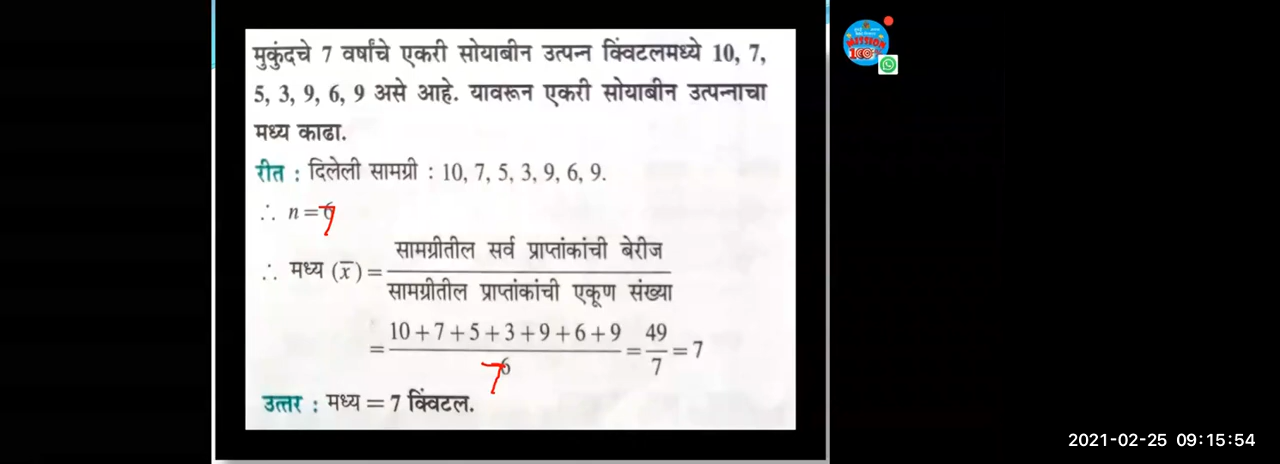 मुकुंदचे 7 वर्षांचे एकरी सोयाबीन उत्पन्न क्विंटलमध्ये 10, 7,
5, 3, 9, 6, 9 असे आहे. यावरून एकरी सोयाबीन उत्पन्नाचा
मध्य काढा.
रीत : दिलेली सामग्री : 10, 7, 5, 3, 9, 6, 9.
∴ n = 7
∴ मध्य (x̅) = सामग्रीतील सर्व प्राप्तांकांची बेरीज / सामग्रीतील प्राप्तांकांची एकूण संख्या
= 10 + 7 + 5 + 3 + 9 + 6 + 9 / 7 6 = 49 / 7 = 7
उत्तर : मध्य = 7 क्विंटल.
MISSION
100
2021-02-25 09:15:54